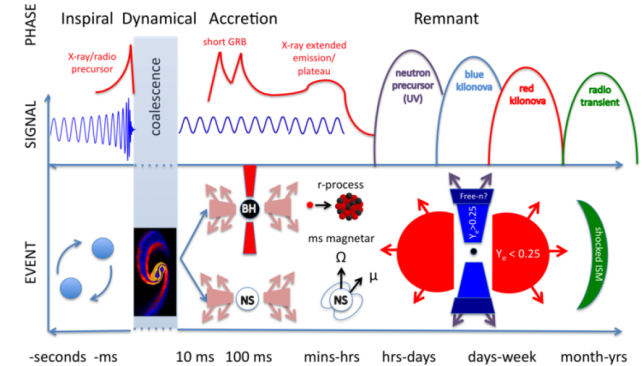 PHASE
Inspiral
Dynamical
Accretion
Remnant
SIGNAL
X-ray/radio
precursor
coalescence
short GRB
X-ray extended
emission/
plateau
neutron
precursor
(UV)
blue
kilonova
red
kilonova
radio
transient
EVENT
BH
NS
r-process
ms magnetar
Ω
μ
NS
Free-n?
Yₑ>0.25
Yₑ < 0.25
shocked ISM
-seconds
-ms
10 ms
100 ms
mins-hrs
hrs-days
days-week
month-yrs